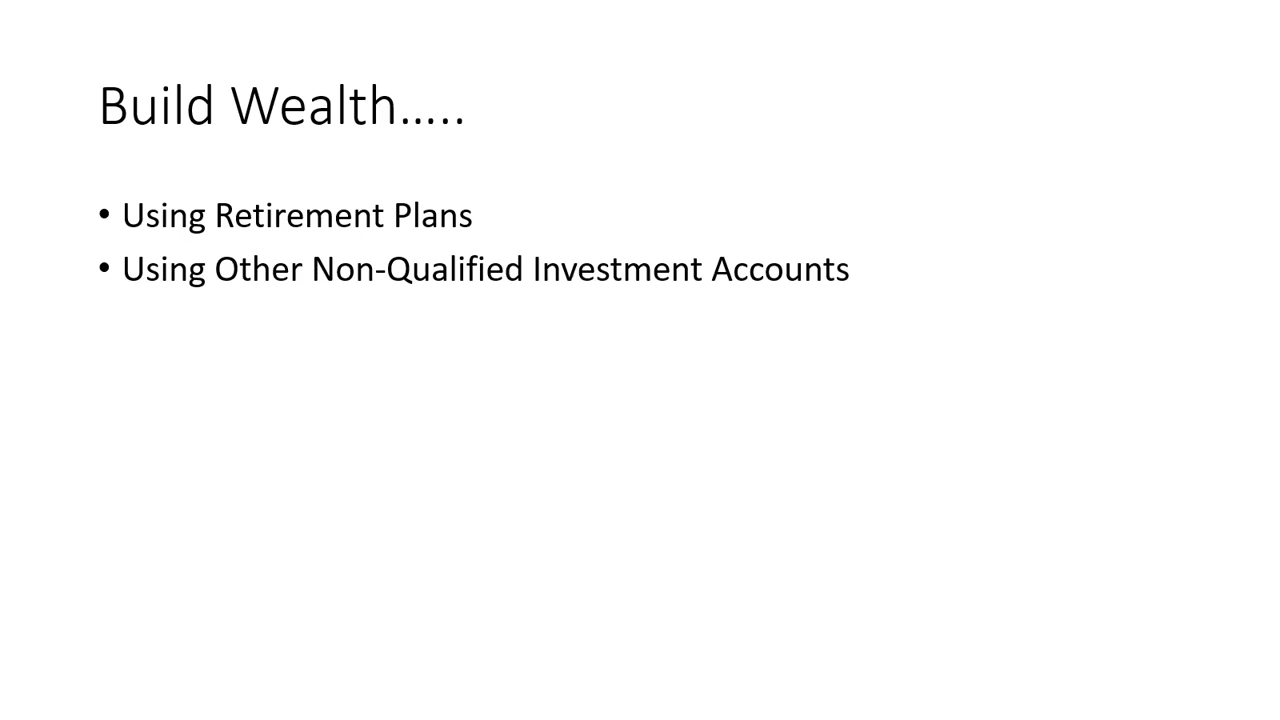 Build Wealth…..
• Using Retirement Plans
• Using Other Non-Qualified Investment Accounts